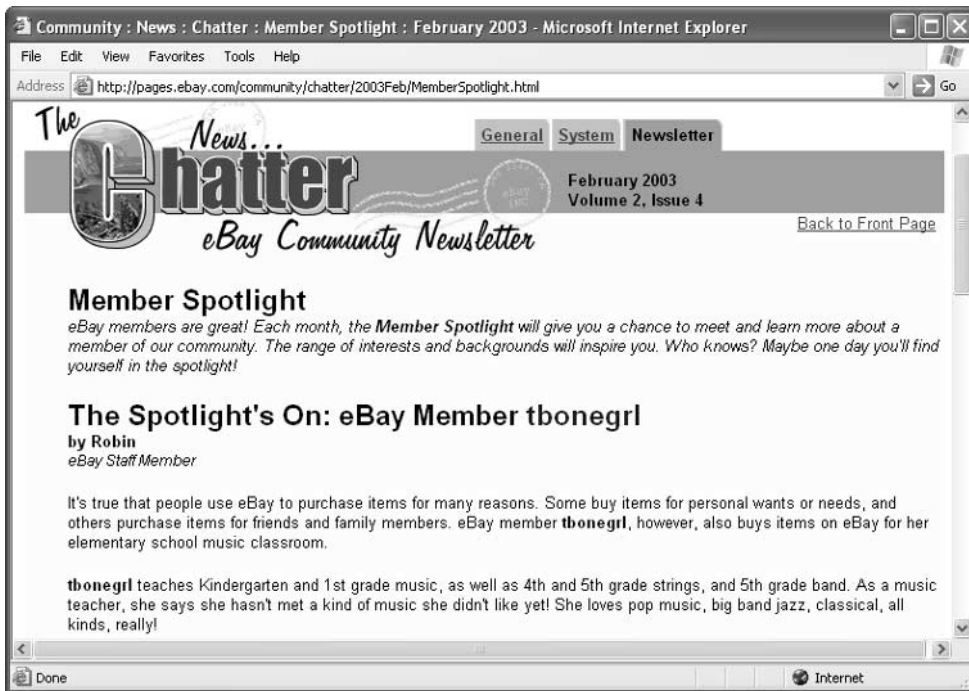 Community : News : Chatter : Member Spotlight : February 2003 - Microsoft Internet Explorer
File Edit View Favorites Tools Help
Address http://pages.ebay.com/community/chatter/2003Feb/MemberSpotlight.html Go
The
News...
Chatter
eBay Community Newsletter
General System Newsletter
February 2003
Volume 2, Issue 4
Back to Front Page
Member Spotlight
eBay members are great! Each month, the Member Spotlight will give you a chance to meet and learn more about a
member of our community. The range of interests and backgrounds will inspire you. Who knows? Maybe one day you'll find
yourself in the spotlight!
The Spotlight's On: eBay Member tbonegrl
by Robin
eBay Staff Member
It's true that people use eBay to purchase items for many reasons. Some buy items for personal wants or needs, and
others purchase items for friends and family members. eBay member tbonegrl, however, also buys items on eBay for her
elementary school music classroom.
tbonegrl teaches Kindergarten and 1st grade music, as well as 4th and 5th grade strings, and 5th grade band. As a music
teacher, she says she hasn't met a kind of music she didn't like yet! She loves pop music, big band jazz, classical, all
kinds, really!
Done Internet